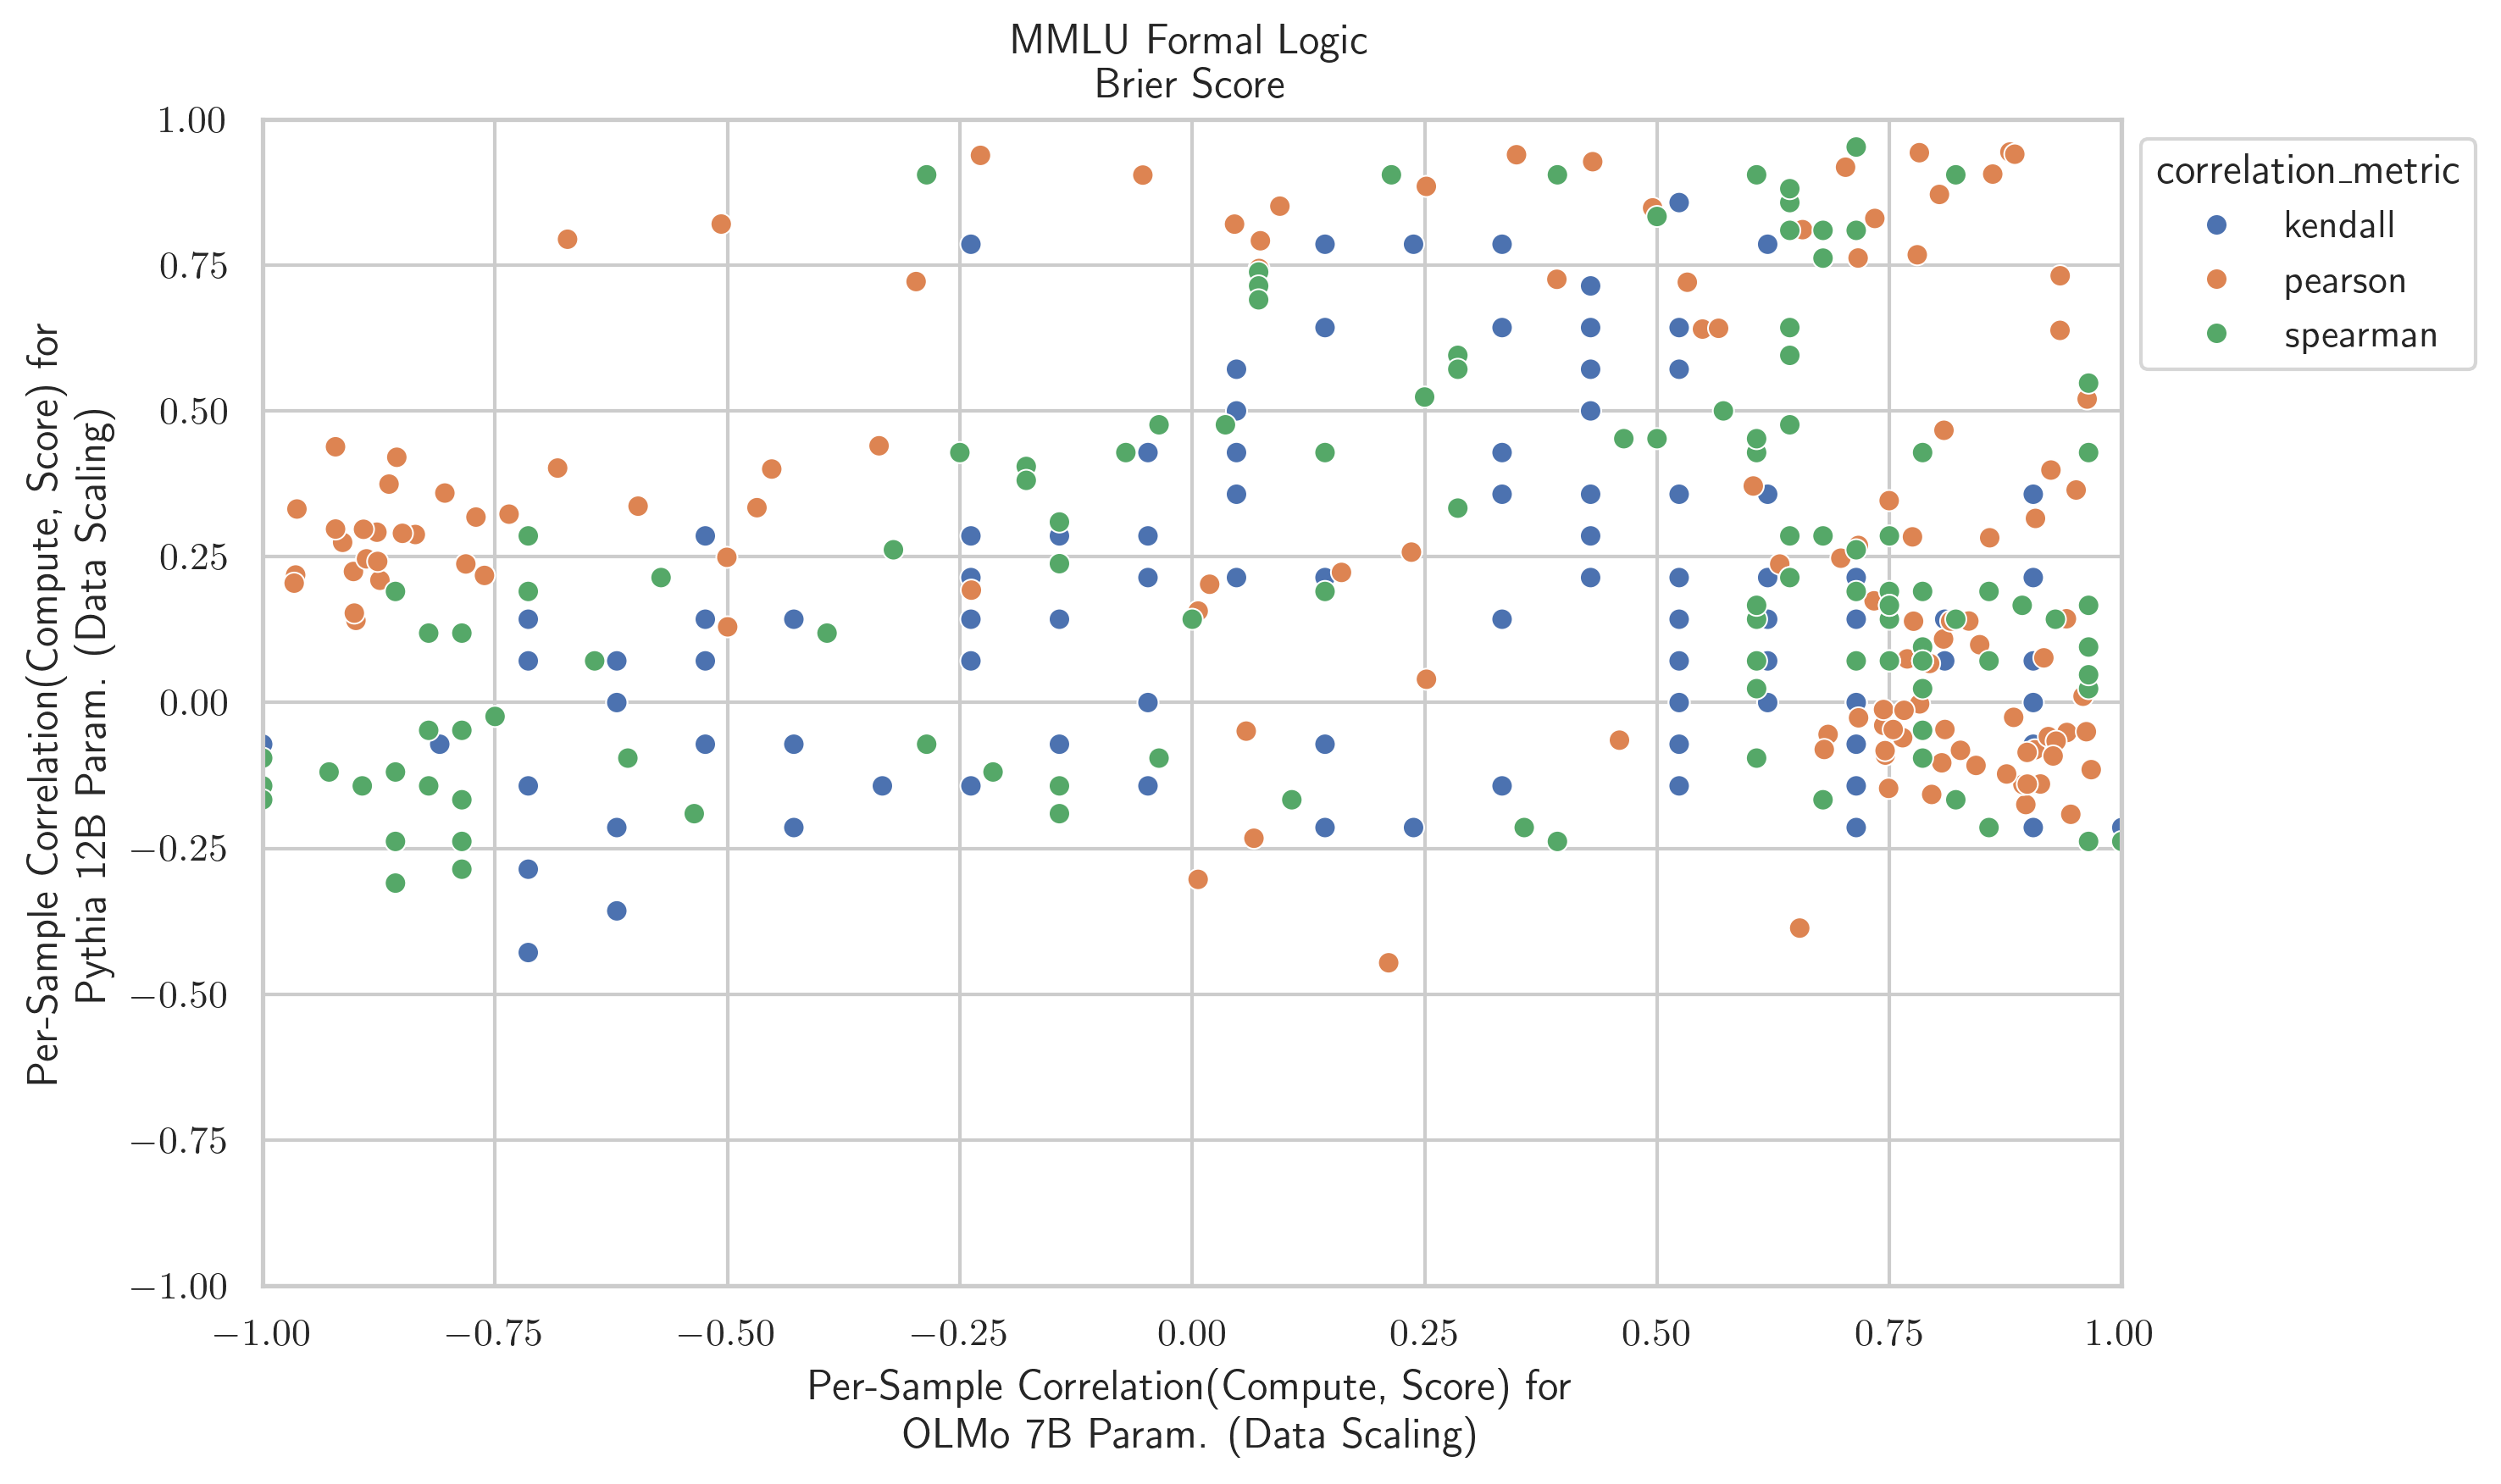 MMLU Formal Logic
Brier Score
Per-Sample Correlation(Compute, Score) for
Pythia 12B Param. (Data Scaling)
1.00
0.75
0.50
0.25
0.00
−0.25
−0.50
−0.75
−1.00
−1.00 −0.75 −0.50 −0.25 0.00 0.25 0.50 0.75 1.00
Per-Sample Correlation(Compute, Score) for
OLMo 7B Param. (Data Scaling)
correlation_metric
kendall
pearson
spearman